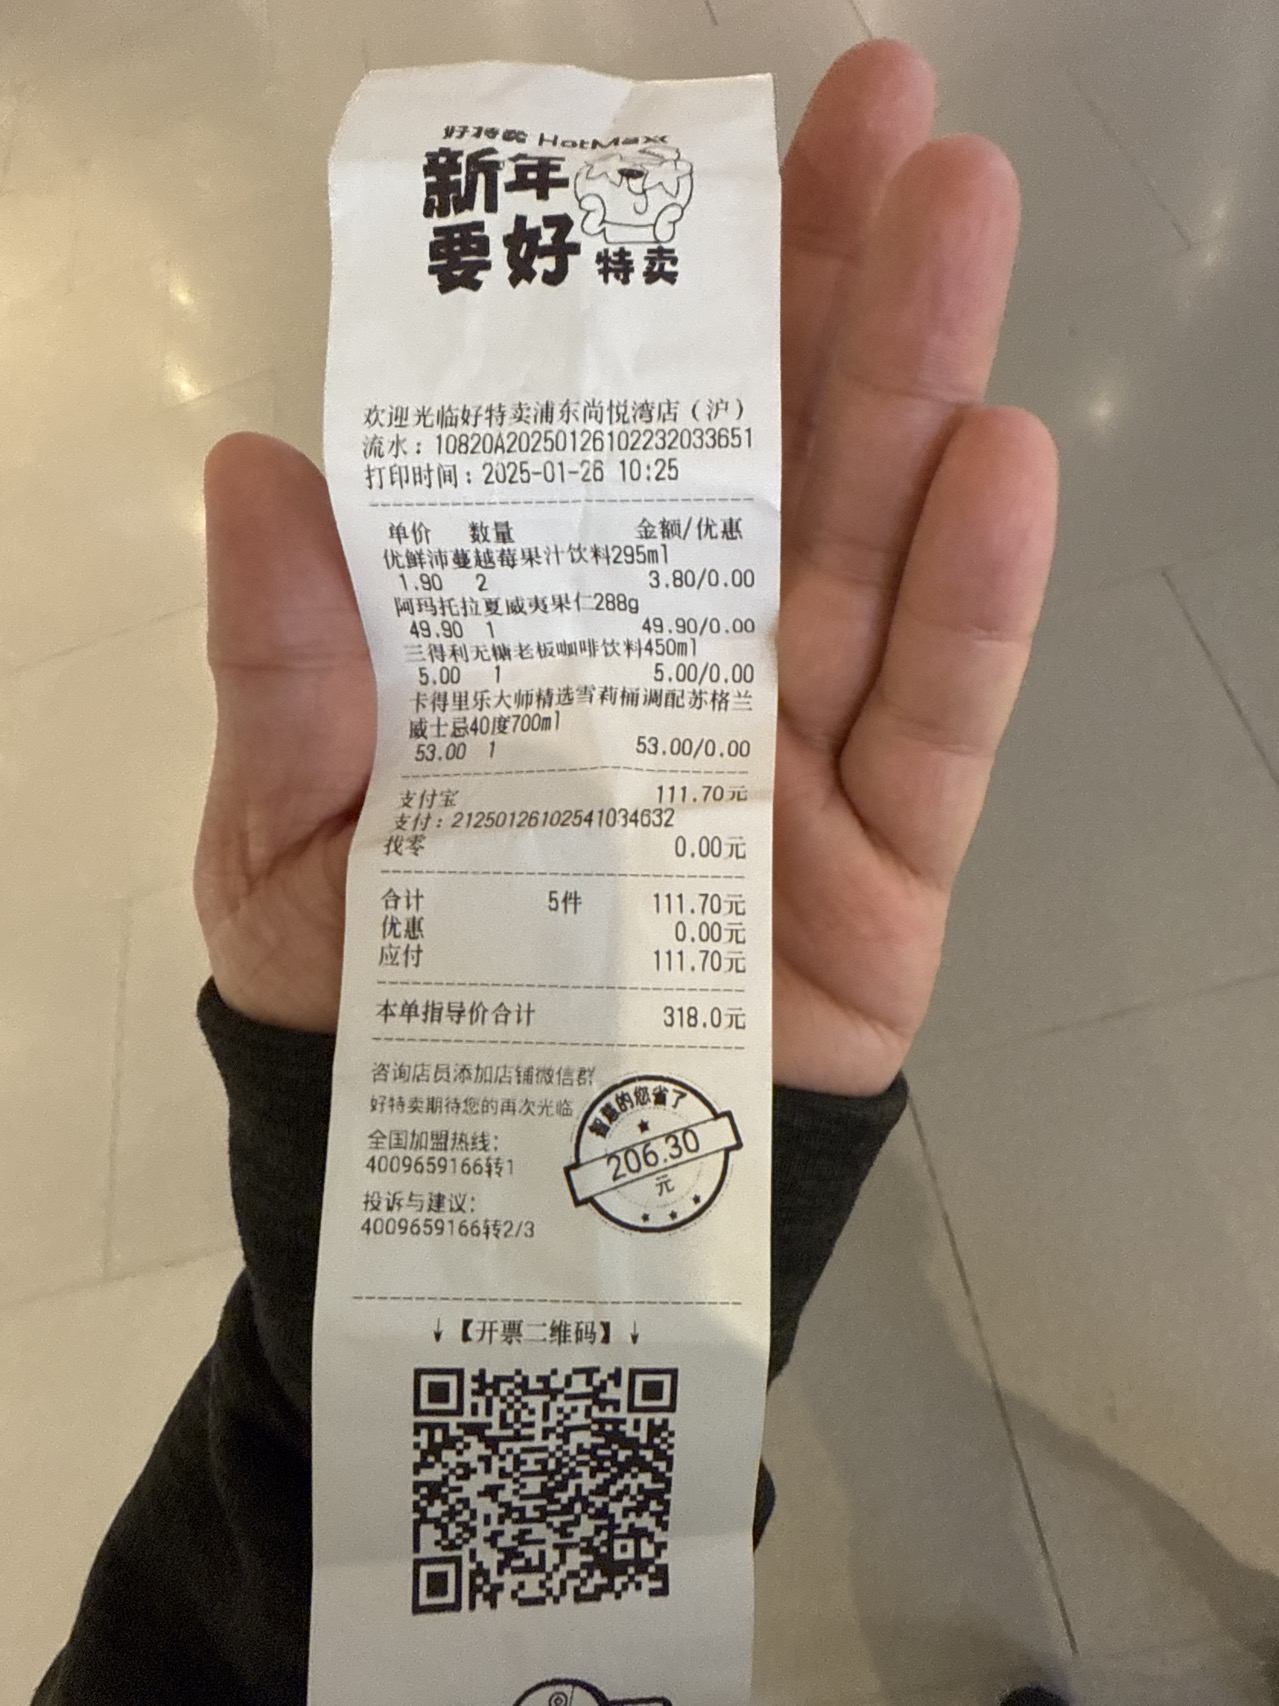 好特卖 HotMaxx
新年
要好特卖
欢迎光临好特卖浦东尚悦湾店（沪）
流水：10820A20250126102232033651
打印时间：2025-01-26 10:25
单价 数量 金额/优惠
优鲜沛蔓越莓果汁饮料295ml
1.90 2 3.80/0.00
阿玛托拉夏威夷果仁288g
49.90 1 49.90/0.00
三得利无糖老板咖啡饮料450ml
5.00 1 5.00/0.00
卡得里乐大师精选雪莉桶调配苏格兰
威士忌40度700ml
53.00 1 53.00/0.00
支付宝 111.70元
支付：21250126102541034632
找零 0.00元
合计 5件 111.70元
优惠 0.00元
应付 111.70元
本单指导价合计 318.0元
咨询店员添加店铺微信群
好特卖期待您的再次光临
全国加盟热线：
4009659166转1
投诉与建议：
4009659166转2/3
智慧的您省了
206.30
元
↓【开票二维码】↓